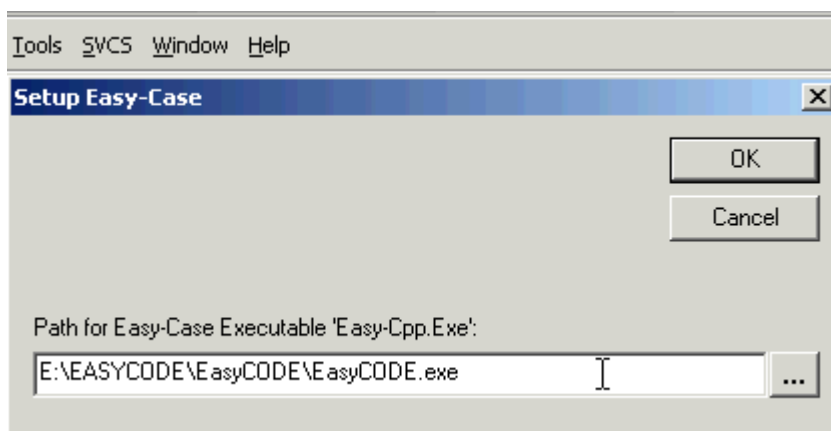 Tools SVCS Window Help
Setup Easy-Case
OK
Cancel
Path for Easy-Case Executable 'Easy-Cpp.Exe':
E:\EASYCODE\EasyCODE\EasyCODE.exe
...